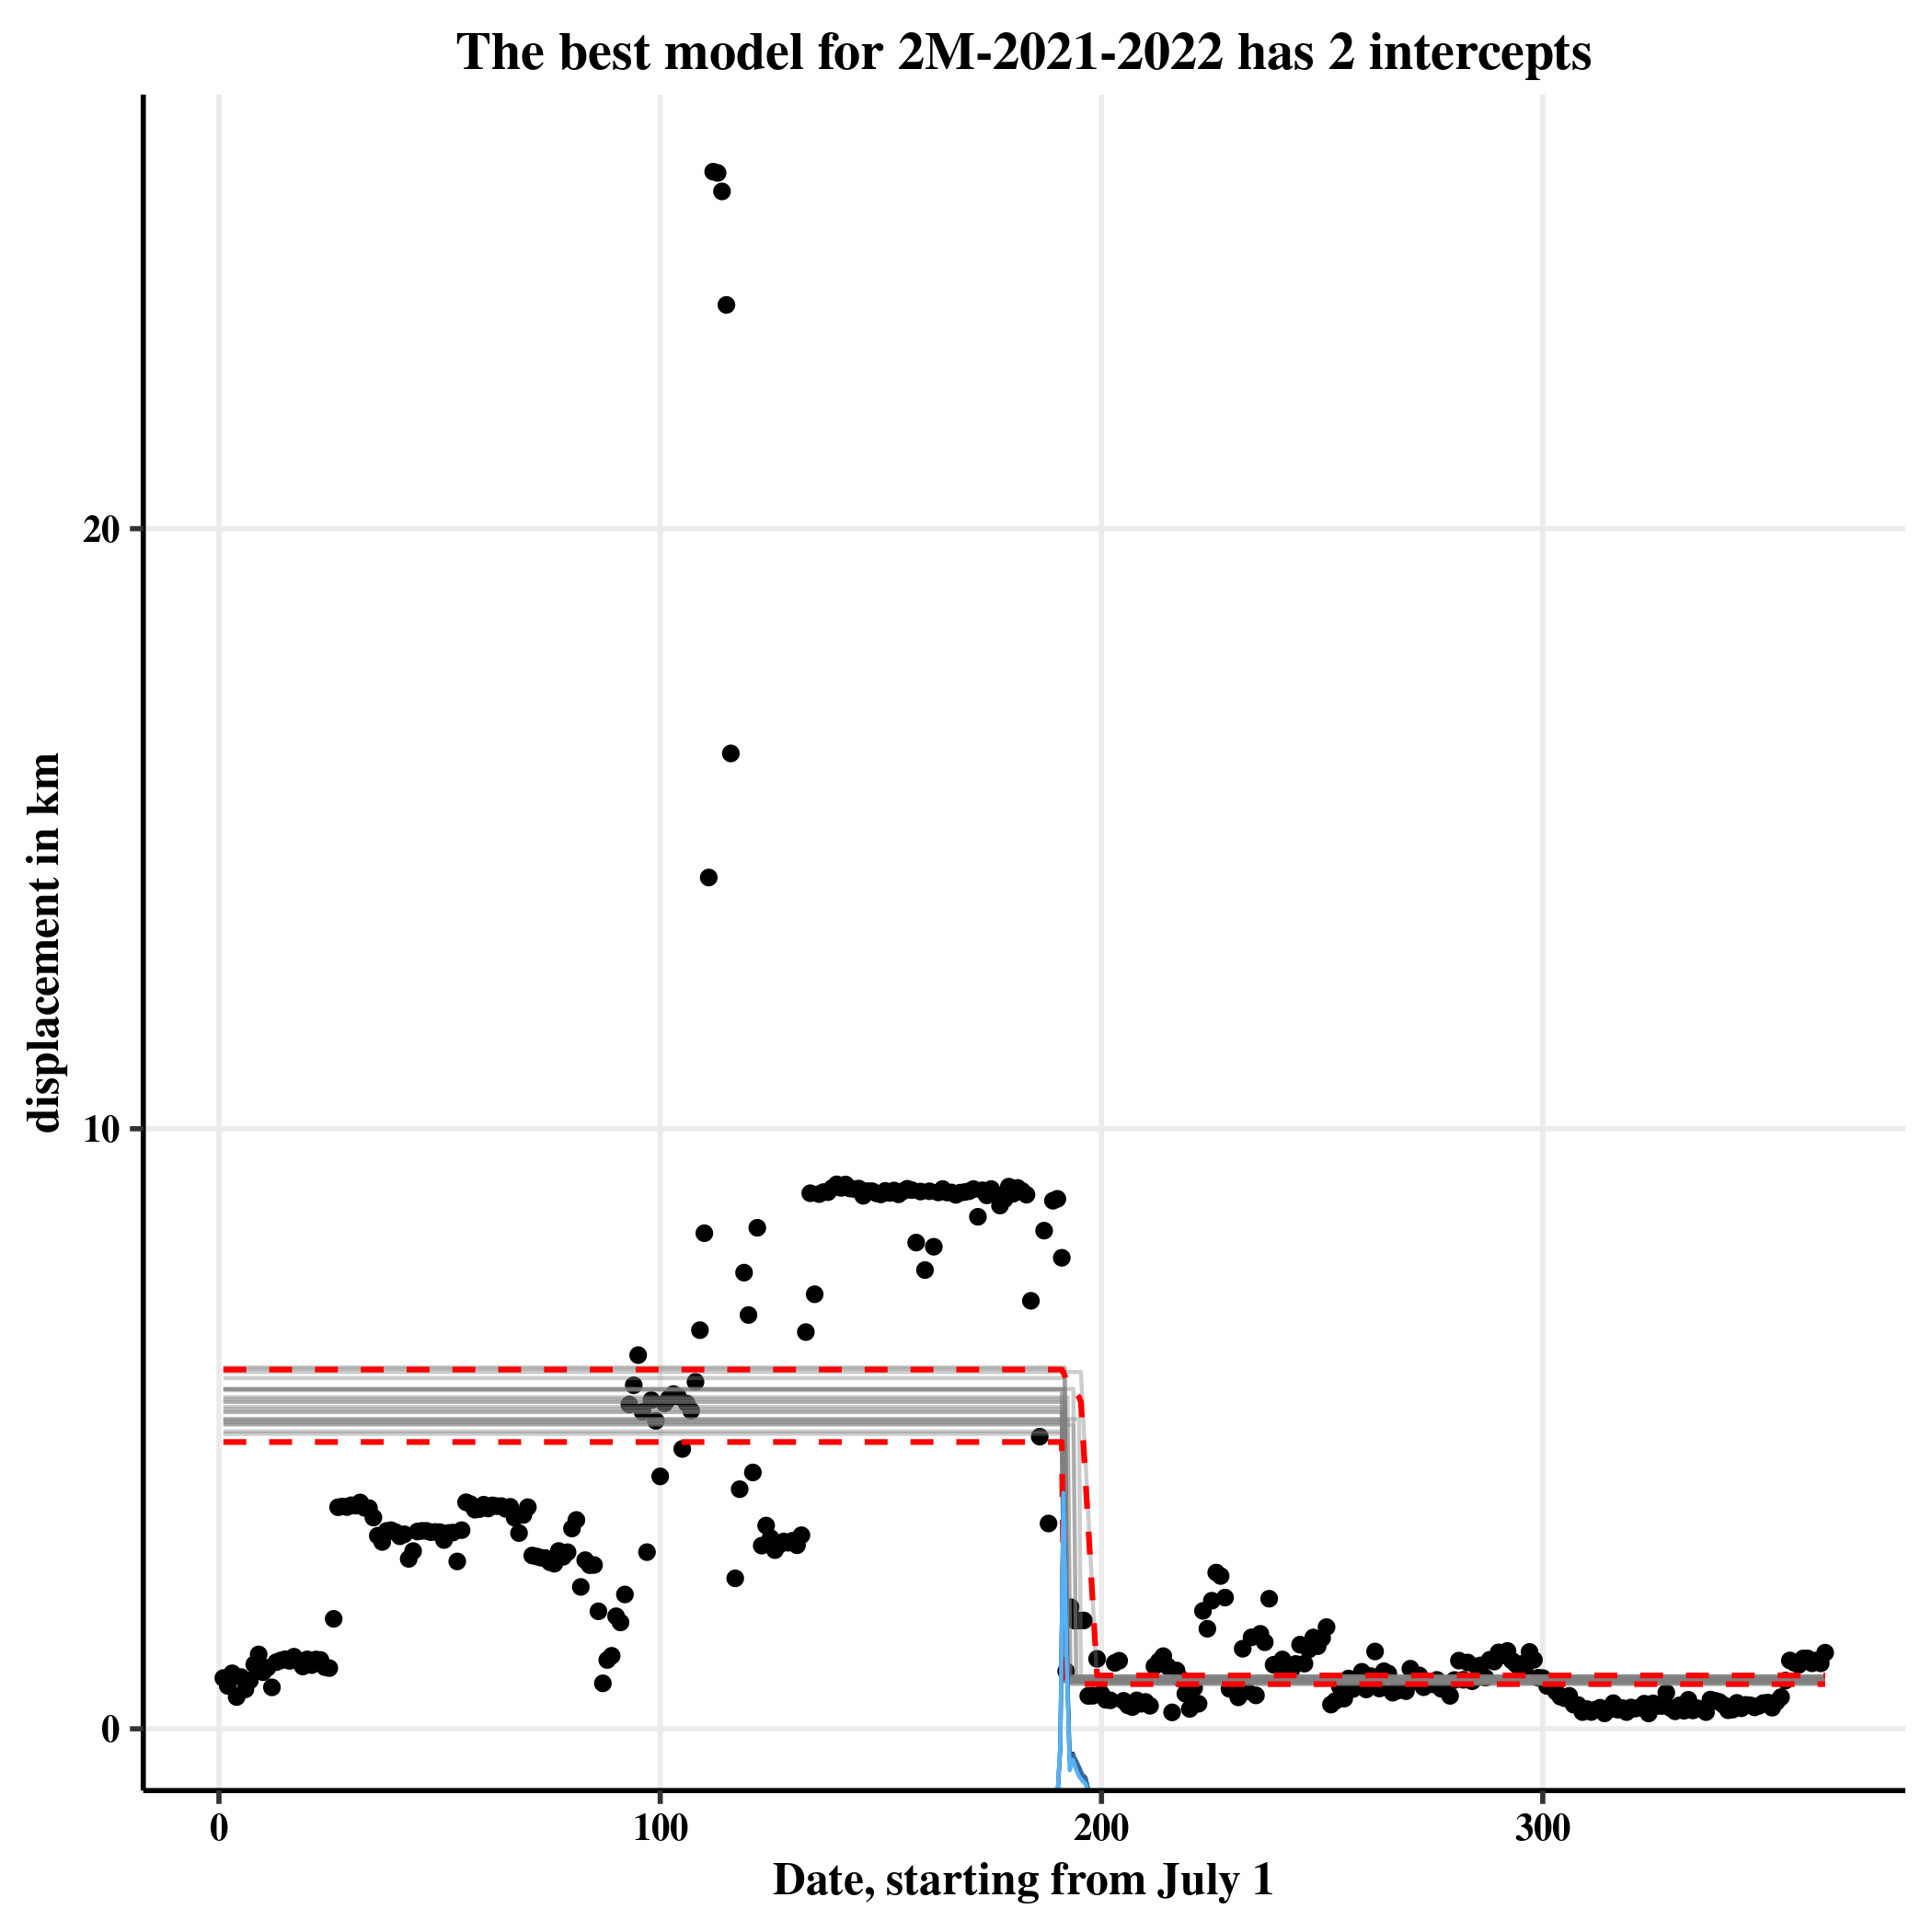 The best model for 2M-2021-2022 has 2 intercepts
displacement in km
20
10
0
0 100 200 300
Date, starting from July 1